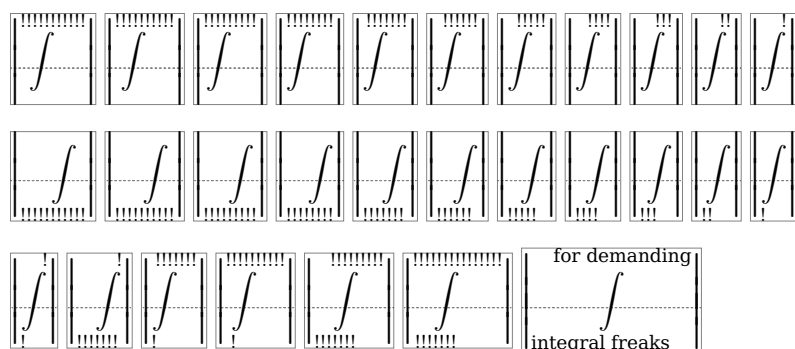 !!!!!!!!!!! !!!!!!!!!! !!!!!!!!! !!!!!!!! !!!!!!! !!!!!! !!!!! !!!! !!! !! !
∫ ∫ ∫ ∫ ∫ ∫ ∫ ∫ ∫ ∫ ∫
∫ ∫ ∫ ∫ ∫ ∫ ∫ ∫ ∫ ∫ ∫
!!!!!!!!!!! !!!!!!!!!! !!!!!!!!! !!!!!!!! !!!!!!! !!!!!! !!!!! !!!! !!! !! !
! ! !!!!!!! !!!!!!!!!! !!!!!!!!! !!!!!!!!!!!!!!! for demanding
∫ ∫ ∫ ∫ ∫ ∫ ∫
! !!!!!!! ! ! !!!!!!! !!!!!!! integral freaks